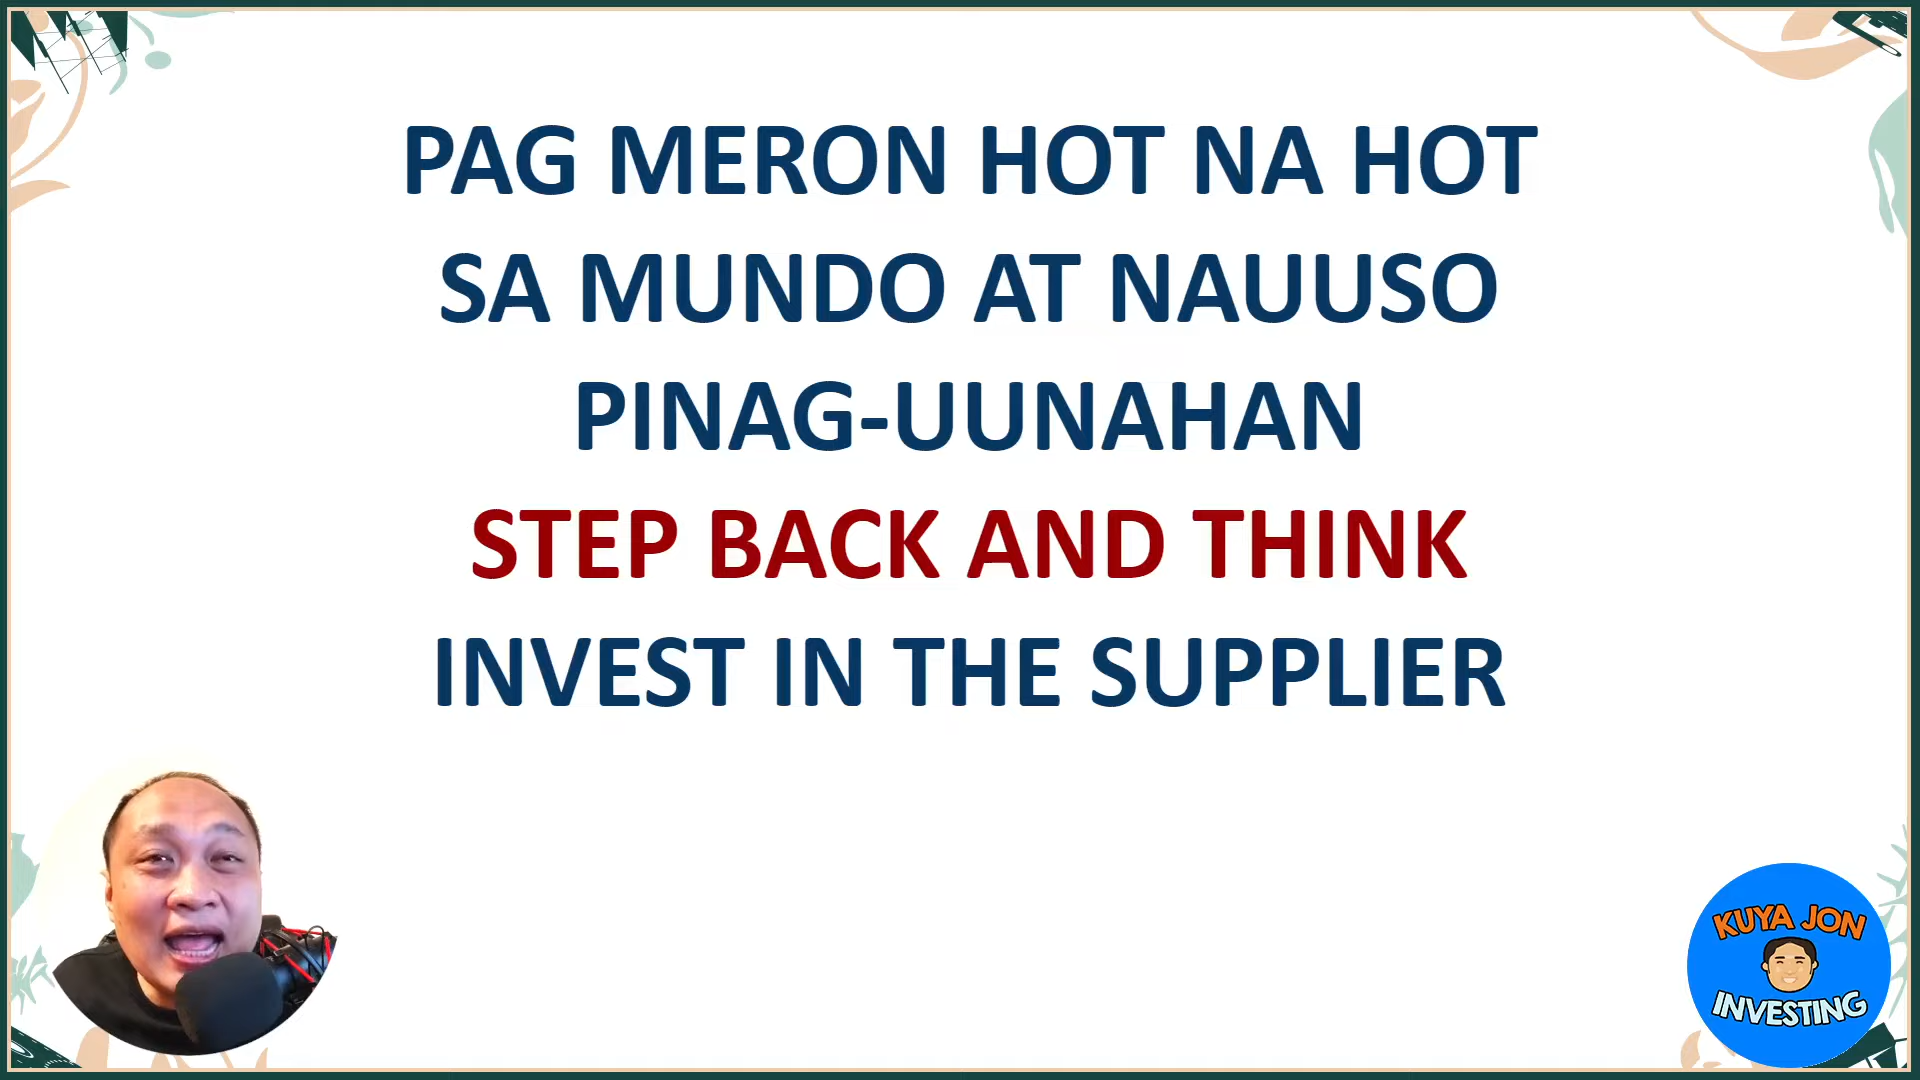 PAG MERON HOT NA HOT
SA MUNDO AT NAUUSO
PINAG-UUNAHAN
STEP BACK AND THINK
INVEST IN THE SUPPLIER
KUYA JON
INVESTING